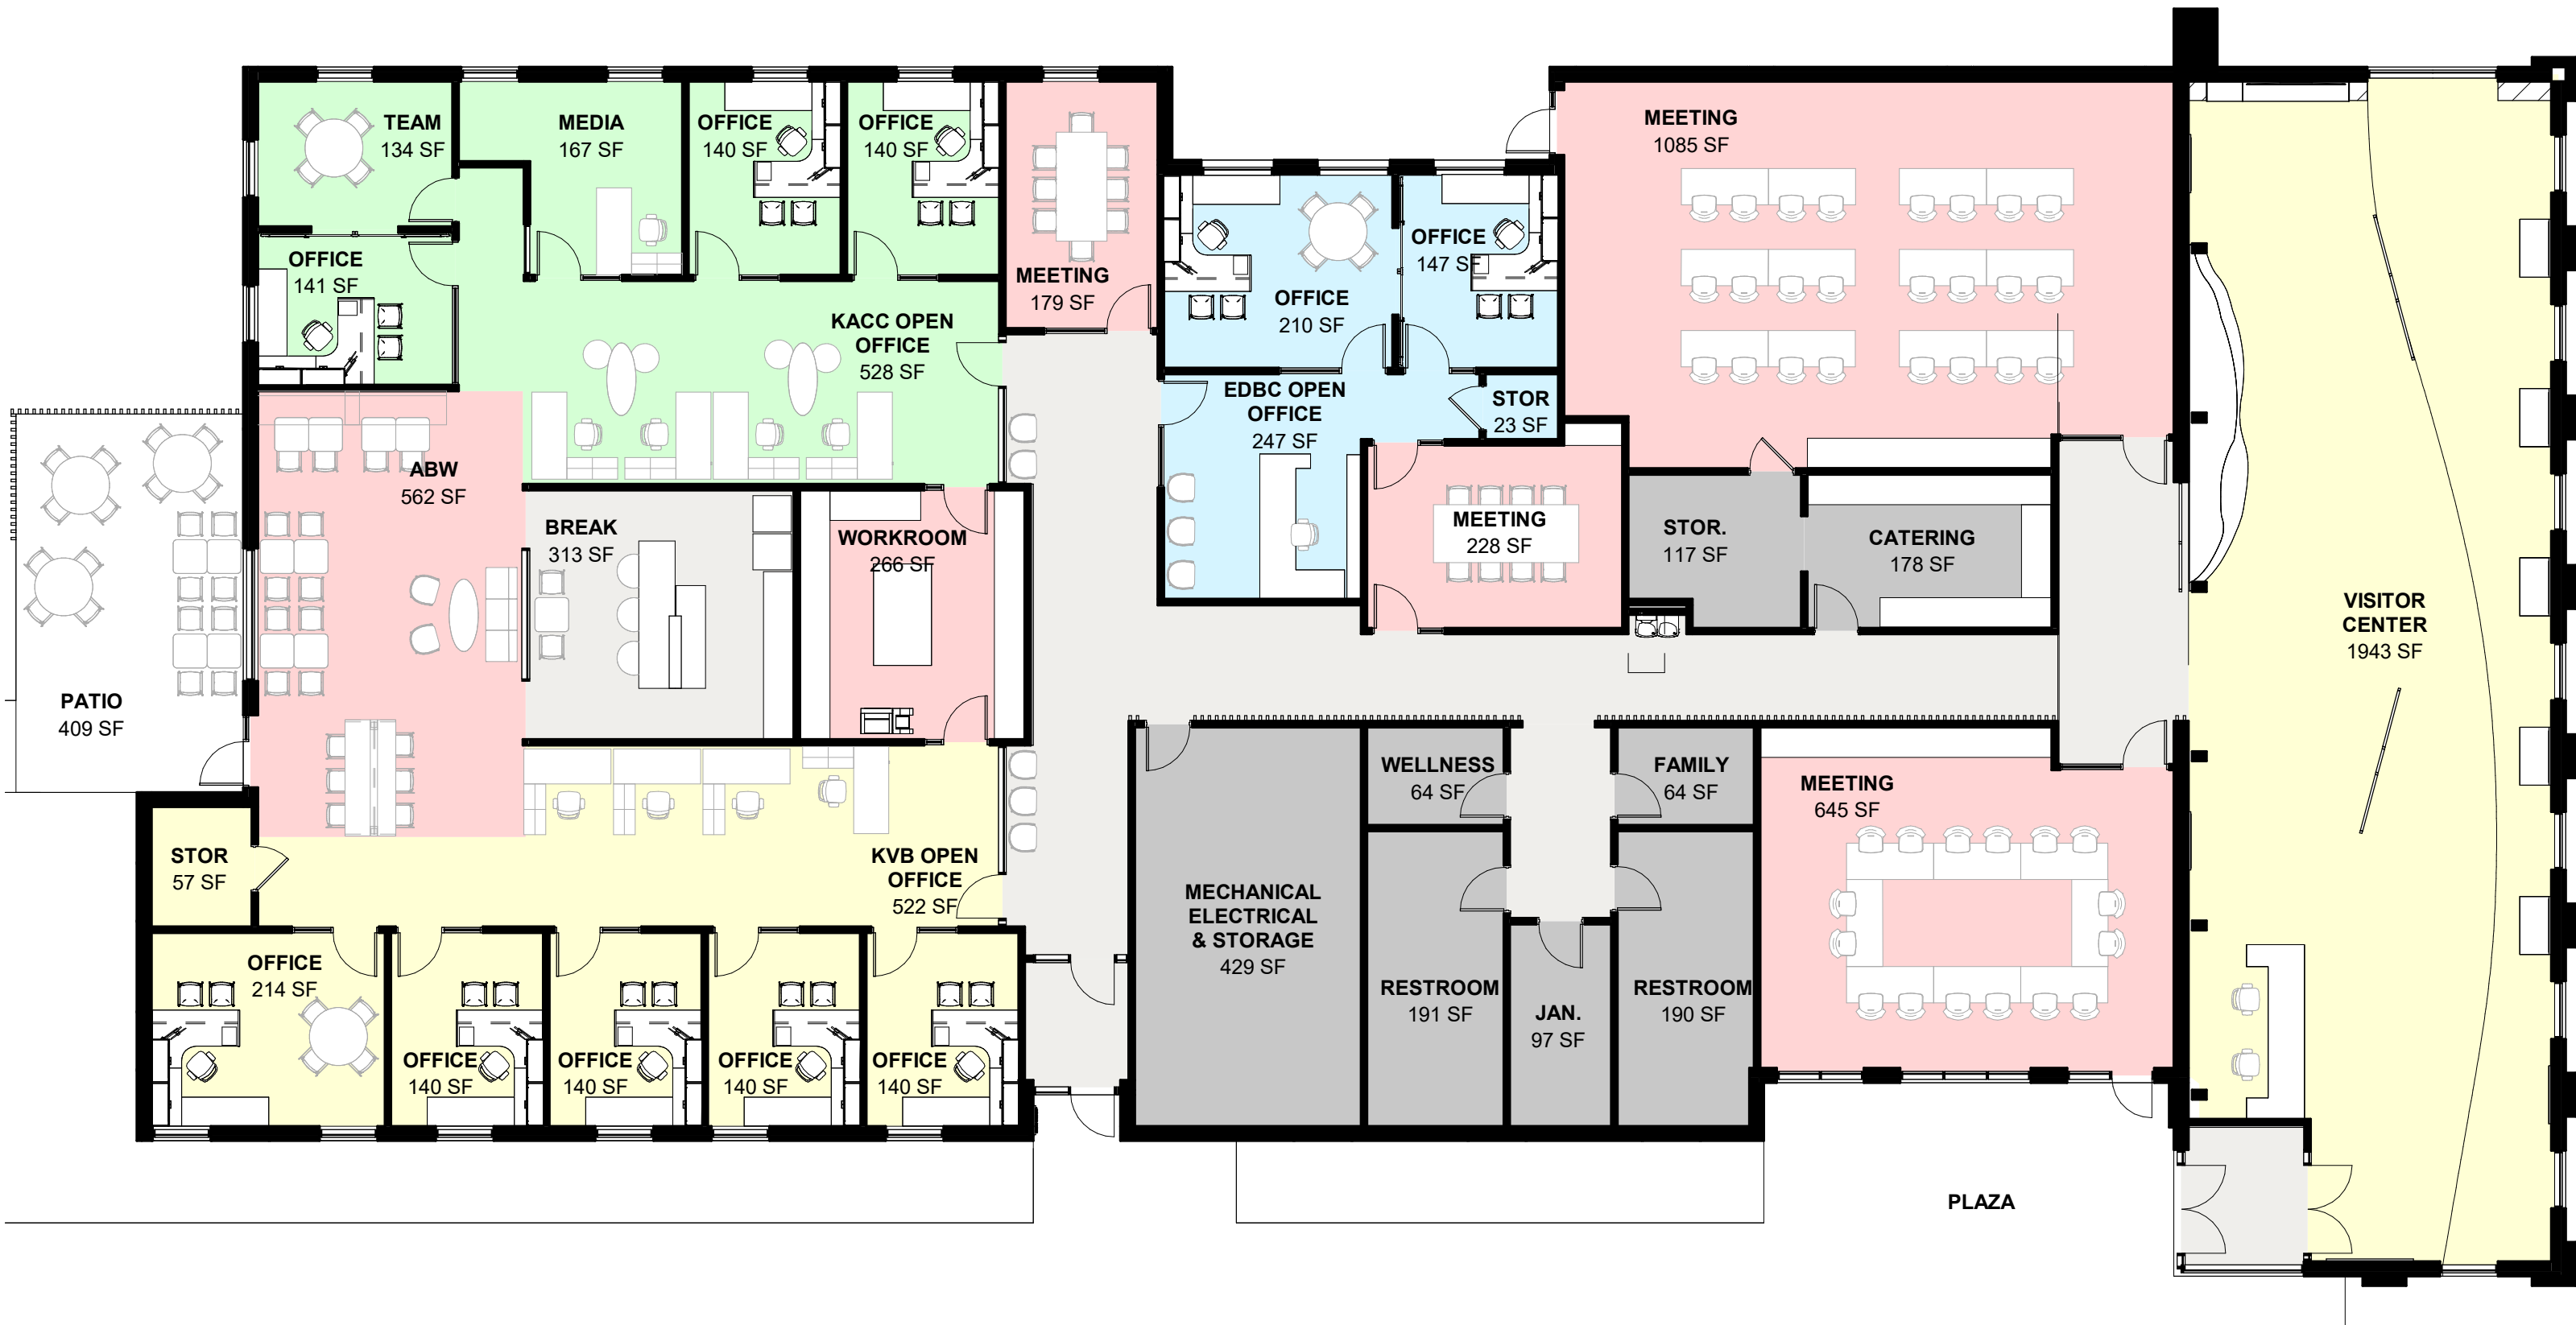 TEAM
134 SF
MEDIA
167 SF
OFFICE
140 SF
OFFICE
140 SF
MEETING
179 SF
MEETING
1085 SF
OFFICE
141 SF
KACC OPEN
OFFICE
528 SF
OFFICE
210 SF
OFFICE
147 SF
EDBC OPEN
OFFICE
247 SF
STOR
23 SF
ABW
562 SF
BREAK
313 SF
WORKROOM
266 SF
MEETING
228 SF
STOR.
117 SF
CATERING
178 SF
VISITOR
CENTER
1943 SF
PATIO
409 SF
WELLNESS
64 SF
FAMILY
64 SF
MEETING
645 SF
STOR
57 SF
KVB OPEN
OFFICE
522 SF
MECHANICAL
ELECTRICAL
& STORAGE
429 SF
OFFICE
214 SF
RESTROOM
191 SF
JAN.
97 SF
RESTROOM
190 SF
OFFICE
140 SF
OFFICE
140 SF
OFFICE
140 SF
OFFICE
140 SF
PLAZA